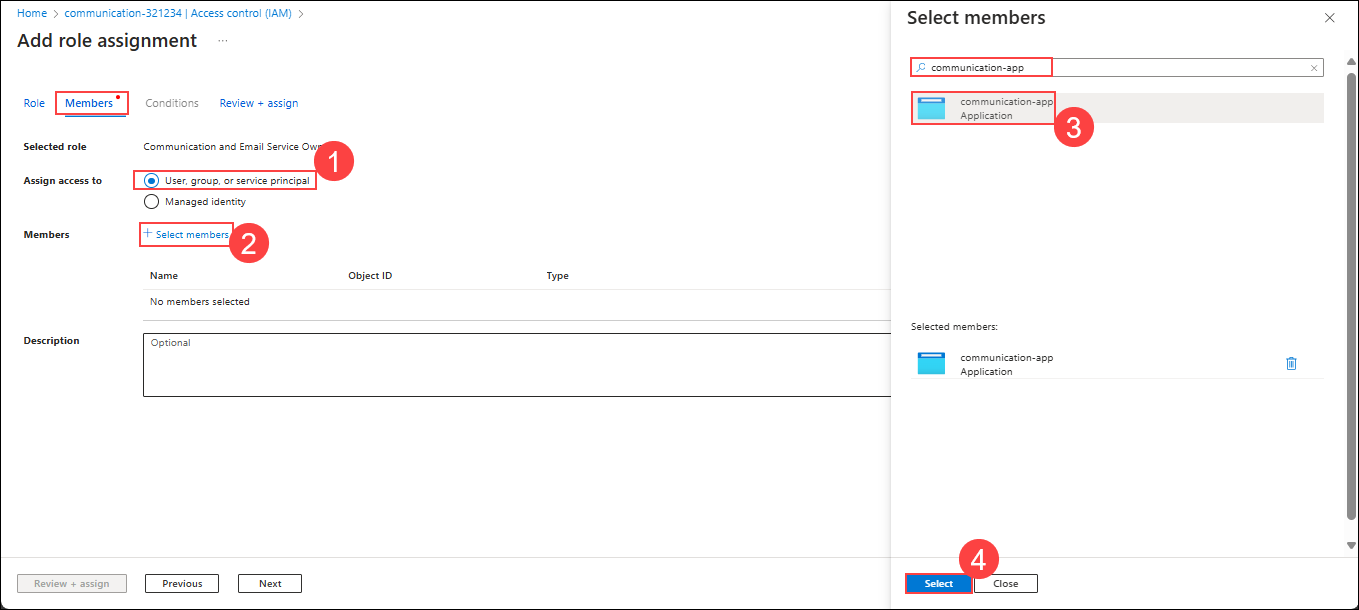 Home > communication-321234 | Access control (IAM) >
Add role assignment ...
Role Members Conditions Review + assign
Selected role Communication and Email Service
Assign access to User, group, or service principal
1
Managed identity
Members + Select members
2
Name Object ID Type
No members selected
Description Optional
Review + assign Previous Next
Select members
communication-app
communication-app
Application
3
Selected members:
communication-app
Application
4
Select Close